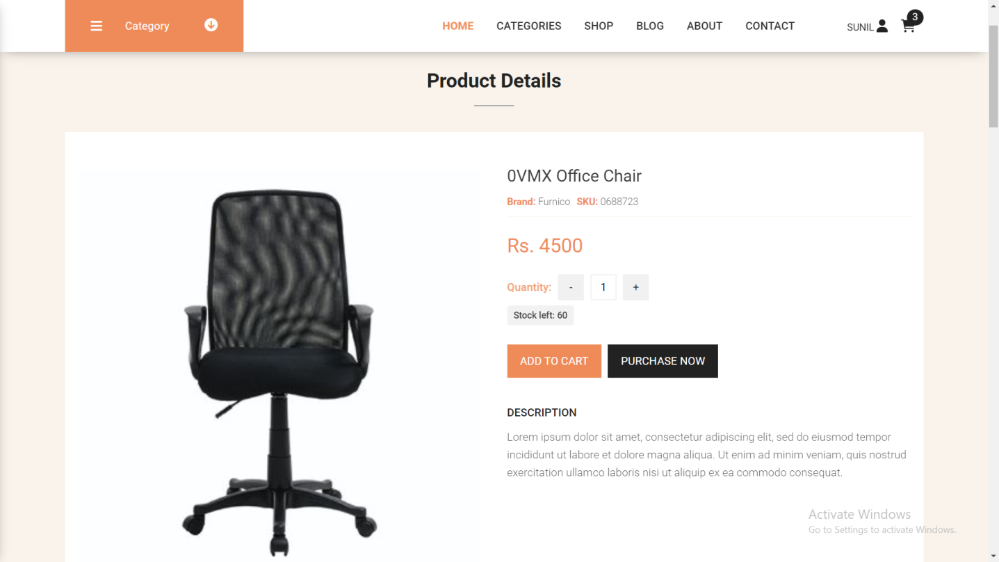 Category
HOME CATEGORIES SHOP BLOG ABOUT CONTACT
SUNIL
3
Product Details
0VMX Office Chair
Brand: Furnico SKU: 0688723
Rs. 4500
Quantity: - 1 +
Stock left: 60
ADD TO CART PURCHASE NOW
DESCRIPTION
Lorem ipsum dolor sit amet, consectetur adipiscing elit, sed do eiusmod tempor
incididunt ut labore et dolore magna aliqua. Ut enim ad minim veniam, quis nostrud
exercitation ullamco laboris nisi ut aliquip ex ea commodo consequat.
Activate Windows
Go to Settings to activate Windows.